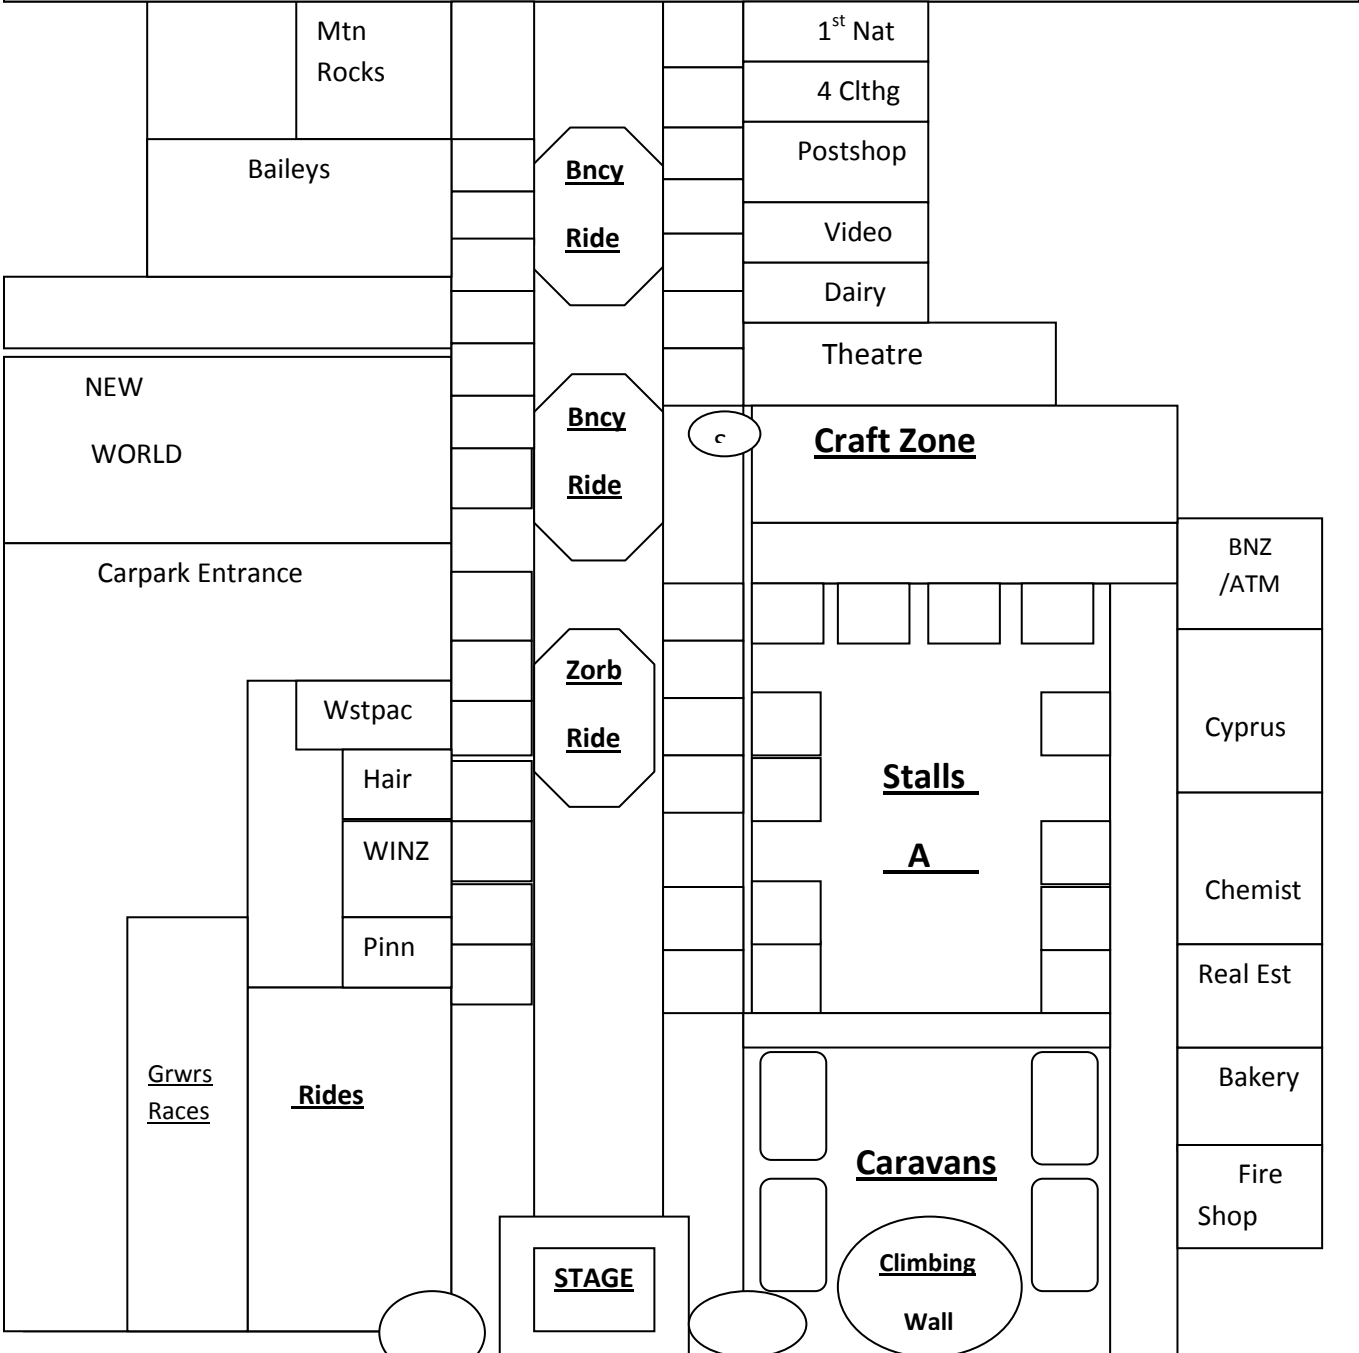 Mtn
Rocks
1st Nat
4 Clthg
Baileys
Bncy
Ride
Postshop
Video
Dairy
Theatre
NEW
WORLD
Bncy
Ride
Craft Zone
Carpark Entrance
BNZ
/ATM
Zorb
Ride
Wstpac
Hair
WINZ
Pinn
Stalls
A
Cyprus
Chemist
Real Est
Bakery
Fire
Shop
Grwrs
Races
Rides
Caravans
STAGE
Climbing
Wall